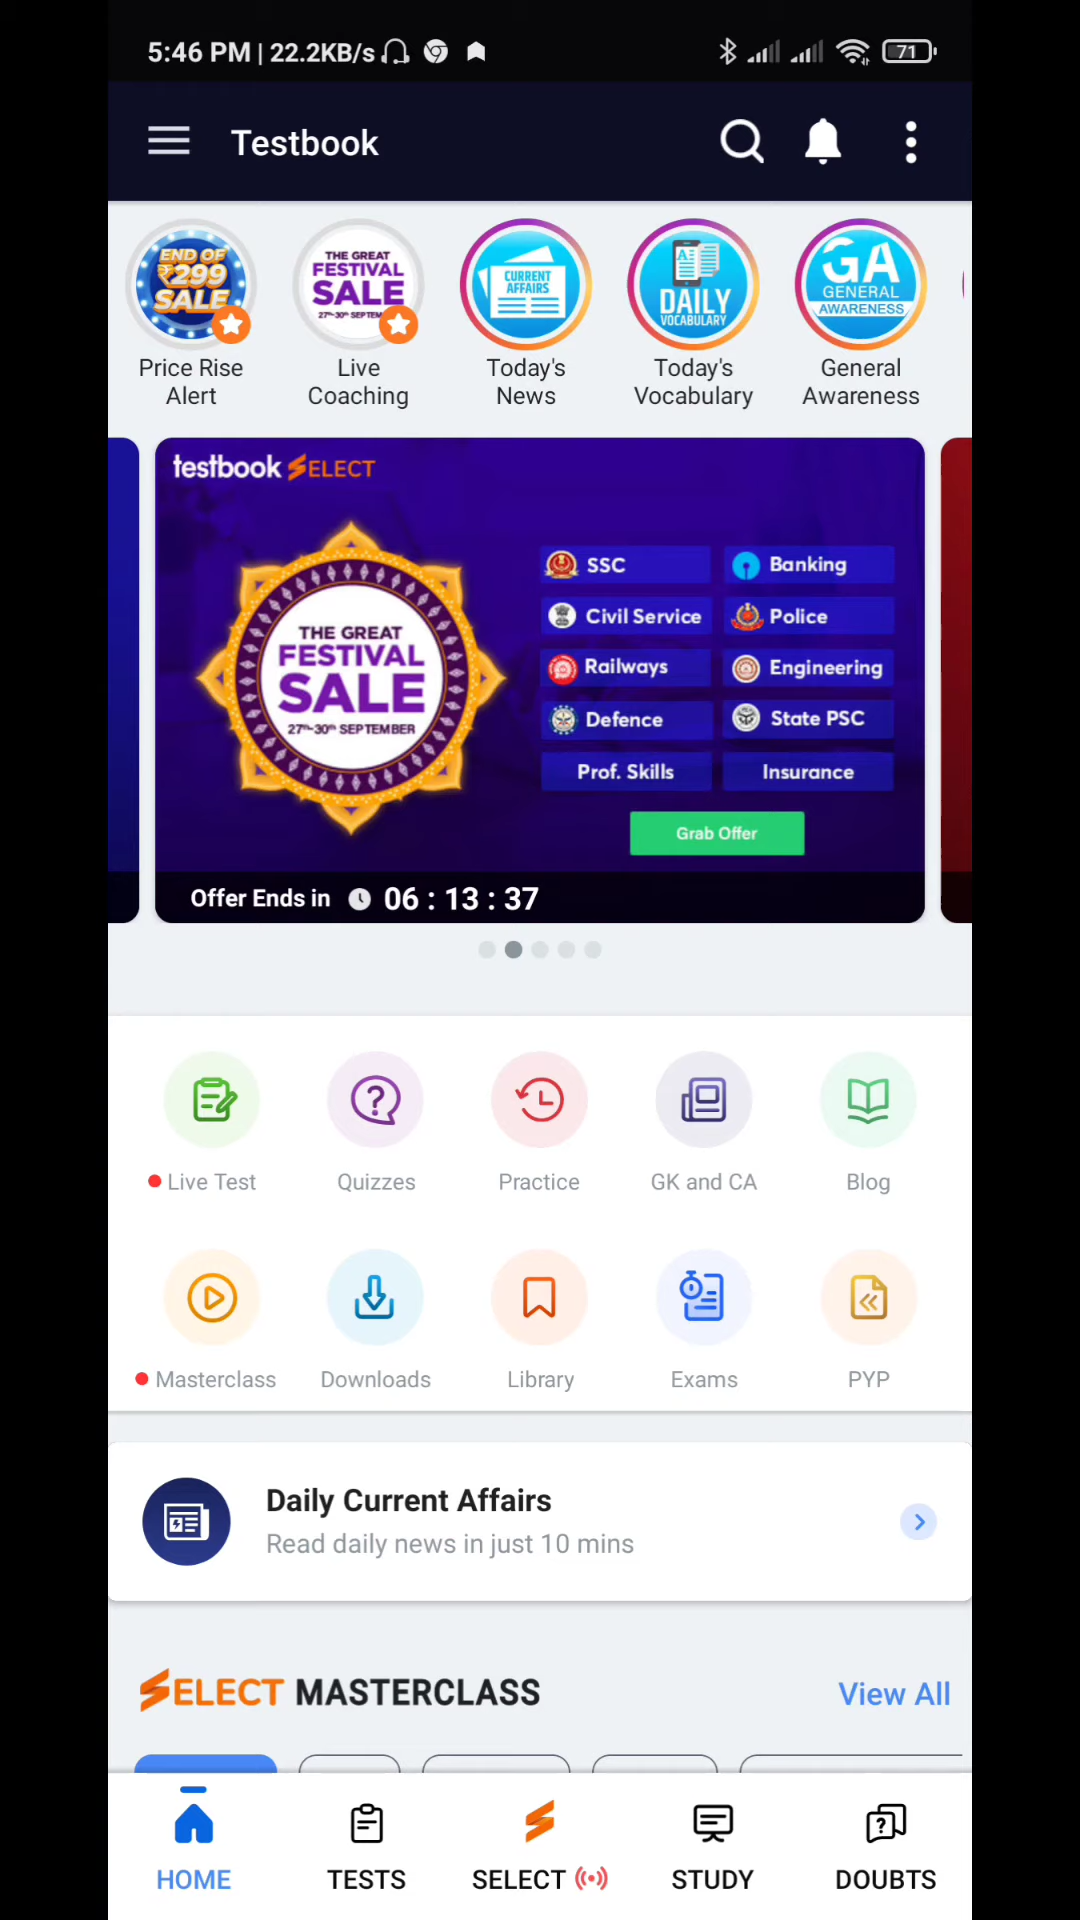 5:46 PM | 22.2KB/s
71
Testbook
END OF
₹299
SALE
THE GREAT
FESTIVAL
SALE
CURRENT
AFFAIRS
A
DAILY
VOCABULARY
GA
GENERAL
AWARENESS
Price Rise
Alert
Live
Coaching
Today's
News
Today's
Vocabulary
General
Awareness
testbook SELECT
THE GREAT
FESTIVAL
SALE
27th-30th SEPTEMBER
SSC
Banking
Civil Service
Police
Railways
Engineering
Defence
State PSC
Prof. Skills
Insurance
Grab Offer
Offer Ends in 06 : 13 : 37
Live Test
Quizzes
Practice
GK and CA
Blog
Masterclass
Downloads
Library
Exams
PYP
Daily Current Affairs
Read daily news in just 10 mins
SELECT MASTERCLASS
View All
HOME
TESTS
SELECT
STUDY
DOUBTS